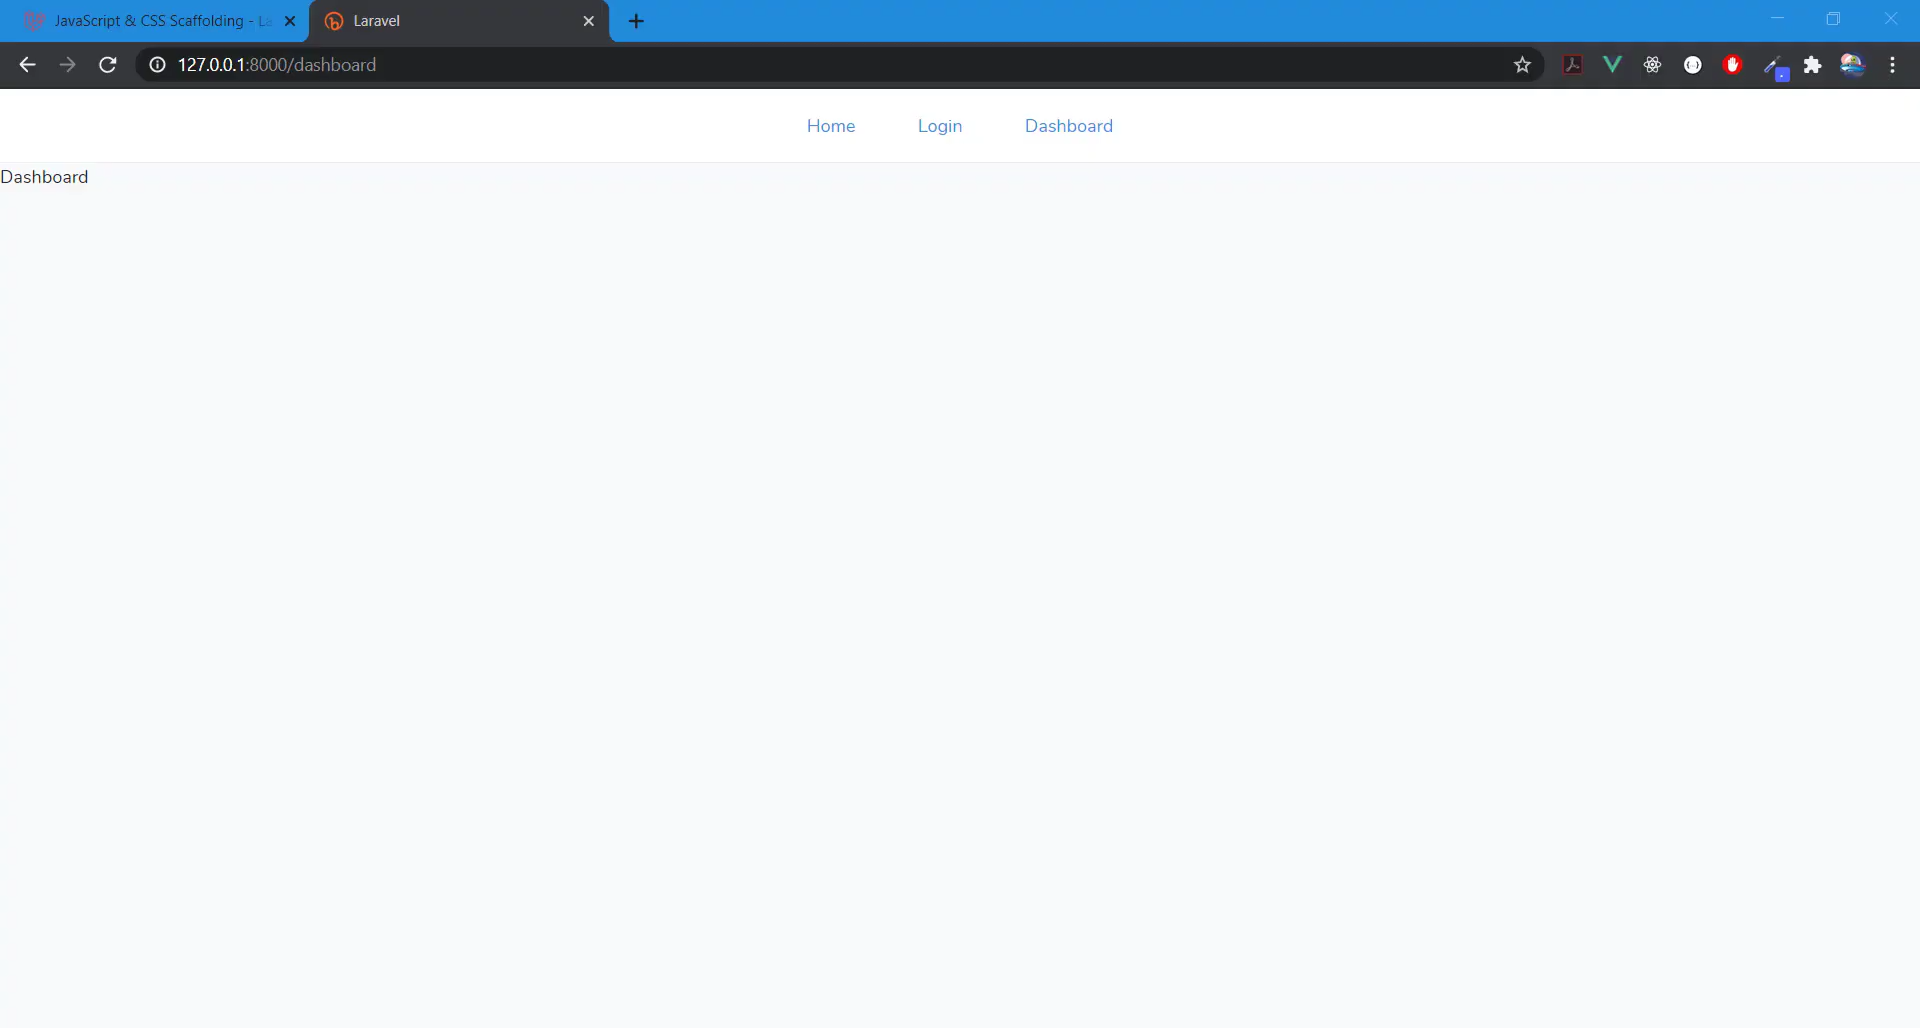 JavaScript & CSS Scaffolding - La
Laravel
127.0.0.1:8000/dashboard
Home Login Dashboard
Dashboard